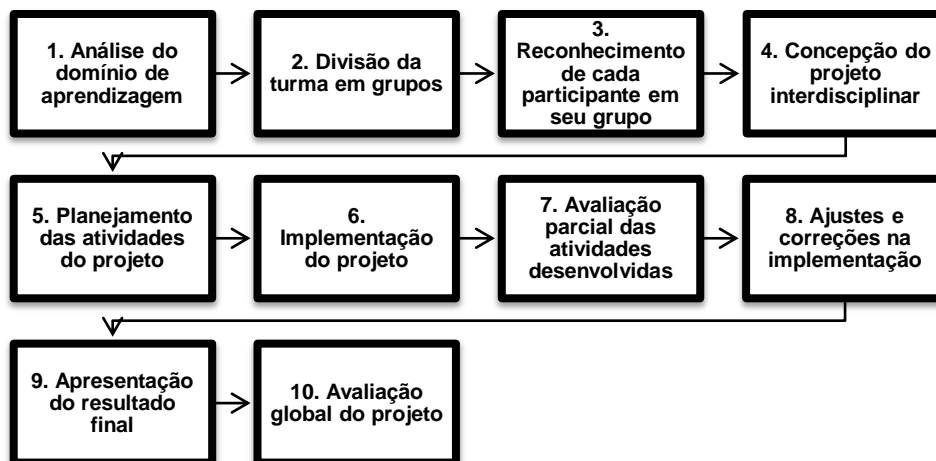 1. Análise do
domínio de
aprendizagem
2. Divisão da
turma em grupos
3.
Reconhecimento
de cada
participante em
seu grupo
4. Concepção do
projeto
interdisciplinar
5. Planejamento
das atividades
do projeto
6.
Implementação
do projeto
7. Avaliação
parcial das
atividades
desenvolvidas
8. Ajustes e
correções na
implementação
9. Apresentação
do resultado
final
10. Avaliação
global do projeto